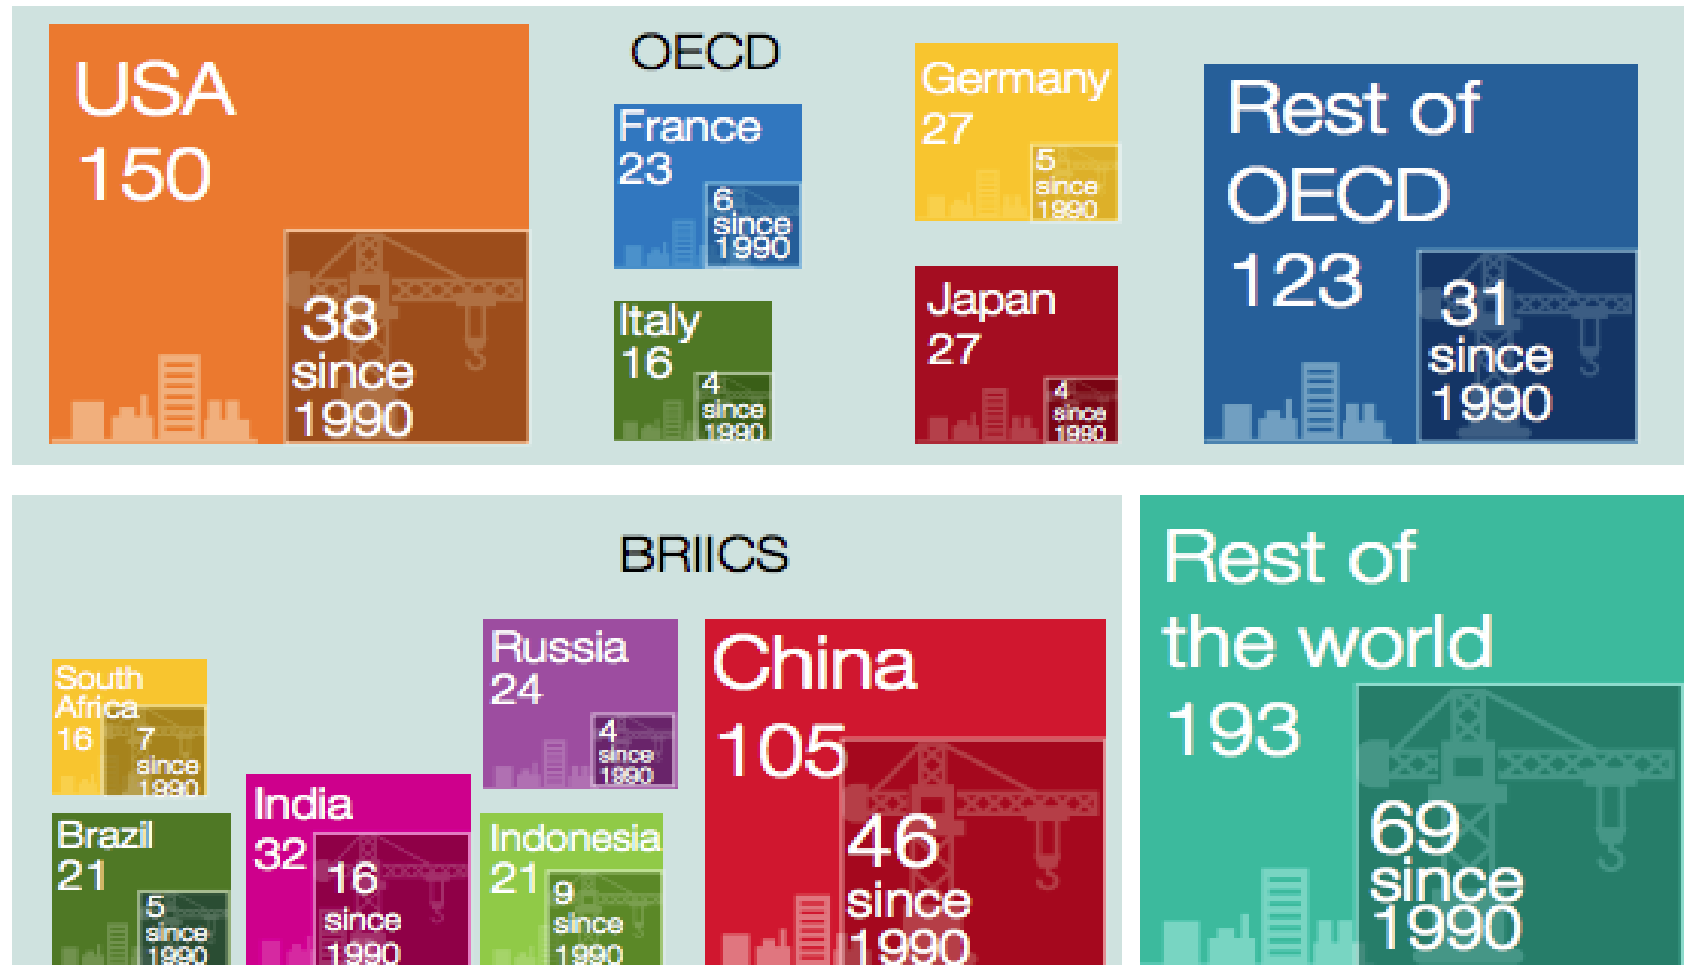 OECD
USA
150
38
since
1990
France
23
6
since
1990
Italy
16
4
since
1990
Germany
27
5
since
1990
Japan
27
4
since
1990
Rest of
OECD
123
31
since
1990
BRIICS
South
Africa
16
7
since
1990
Brazil
21
5
since
1990
India
32
16
since
1990
Russia
24
4
since
1990
Indonesia
21
9
since
1990
China
105
46
since
1990
Rest of
the world
193
69
since
1990